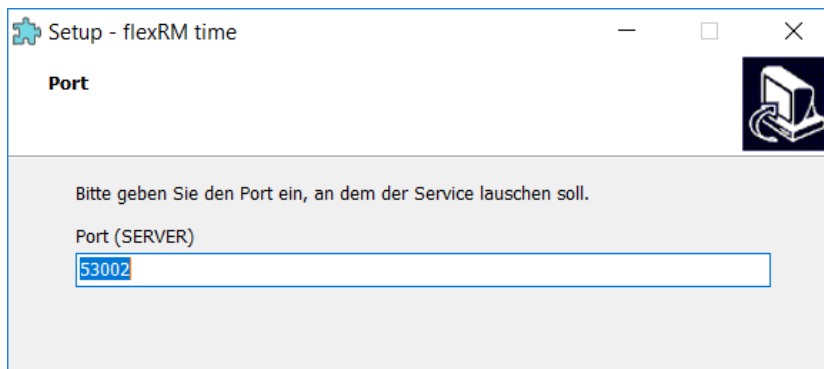 Setup - flexRM time
Port
Bitte geben Sie den Port ein, an dem der Service lauschen soll.
Port (SERVER)
53002